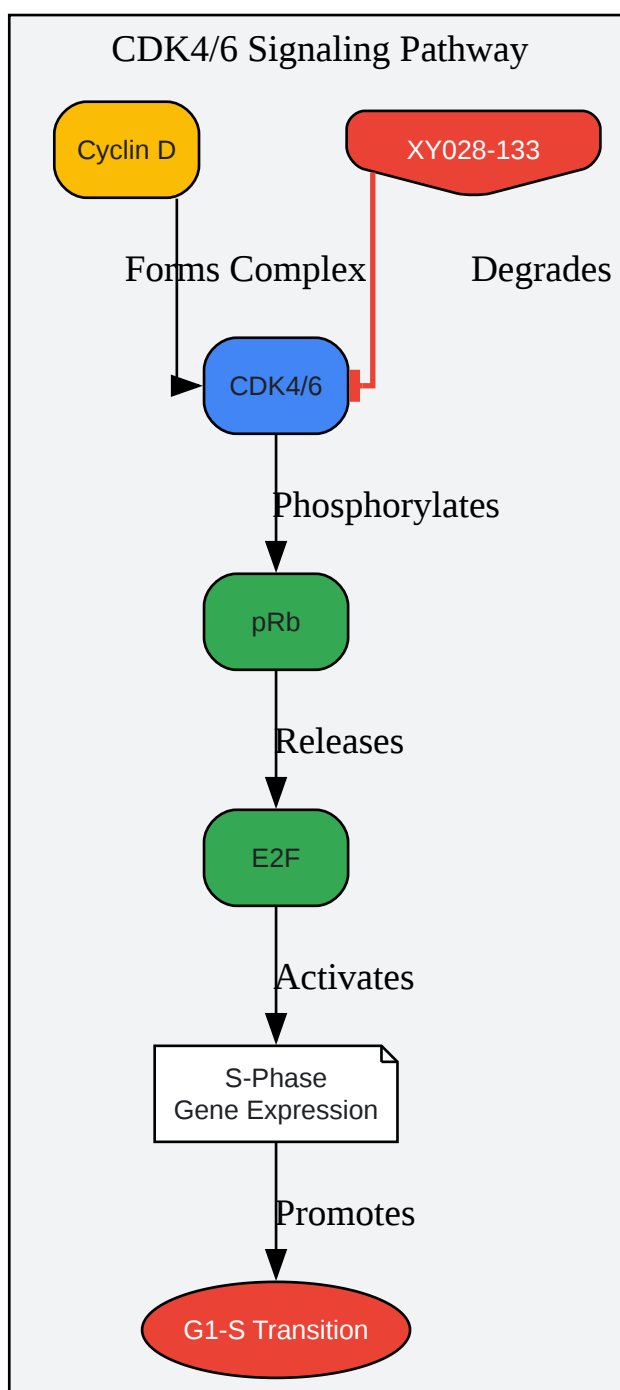 CDK4/6 Signaling Pathway
Cyclin D
XY028-133
Forms Complex
Degrades
CDK4/6
Phosphorylates
pRb
Releases
E2F
Activates
S-Phase
Gene Expression
Promotes
G1-S Transition